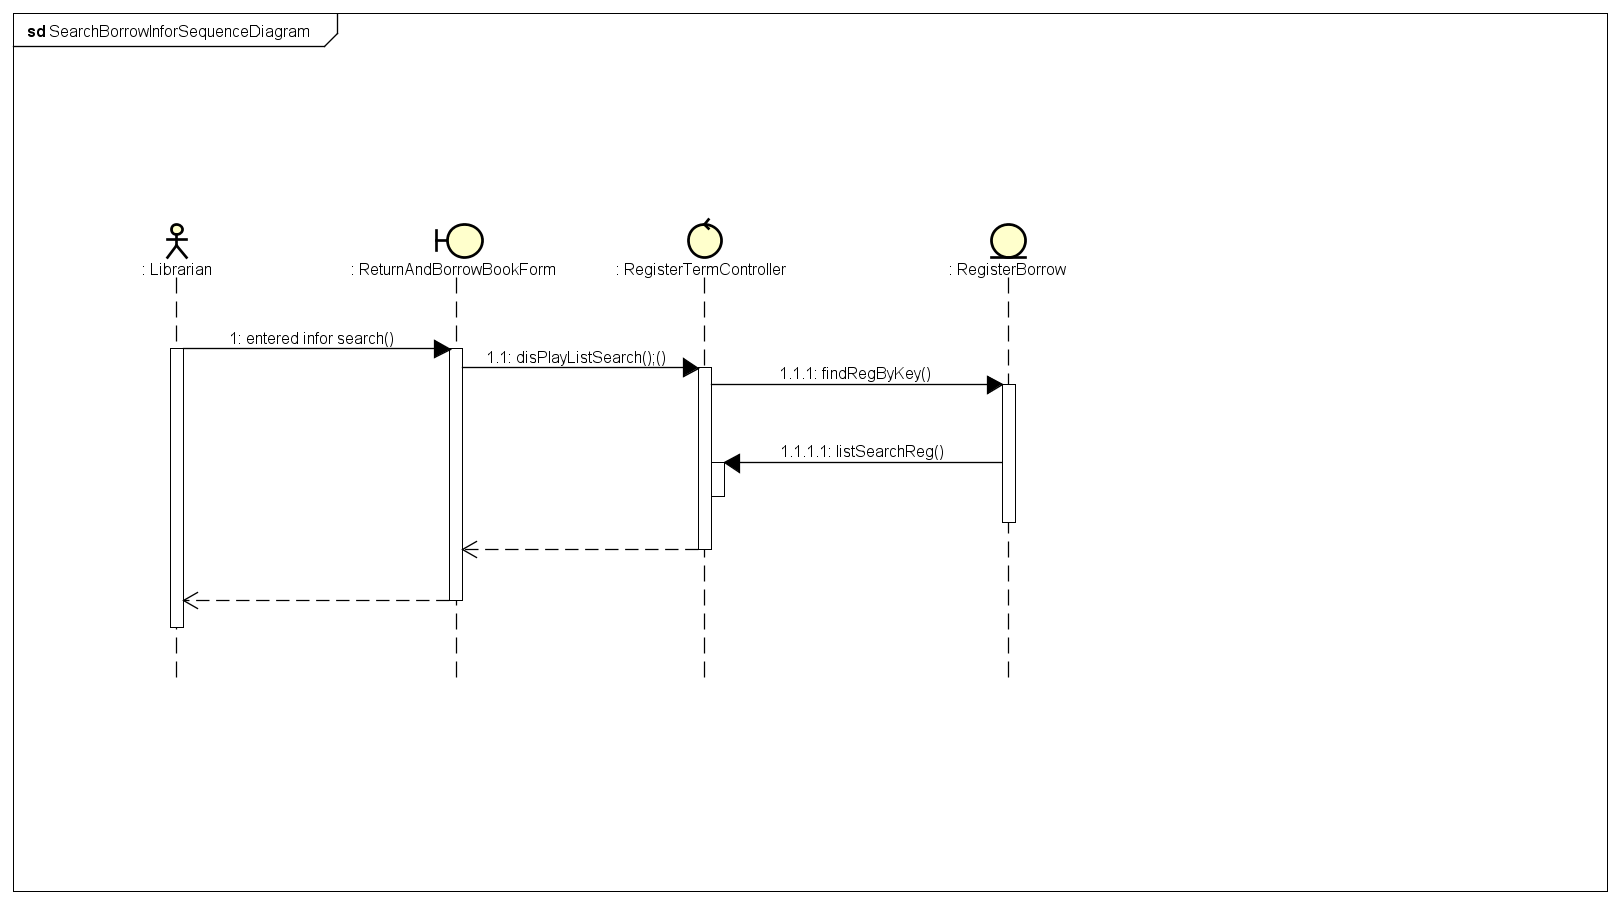 sd SearchBorrowInforSequenceDiagram
: Librarian
: ReturnAndBorrowBookForm
: RegisterTermController
: RegisterBorrow
1: entered infor search()
1.1: disPlayListSearch();()
1.1.1: findRegByKey()
1.1.1.1: listSearchReg()